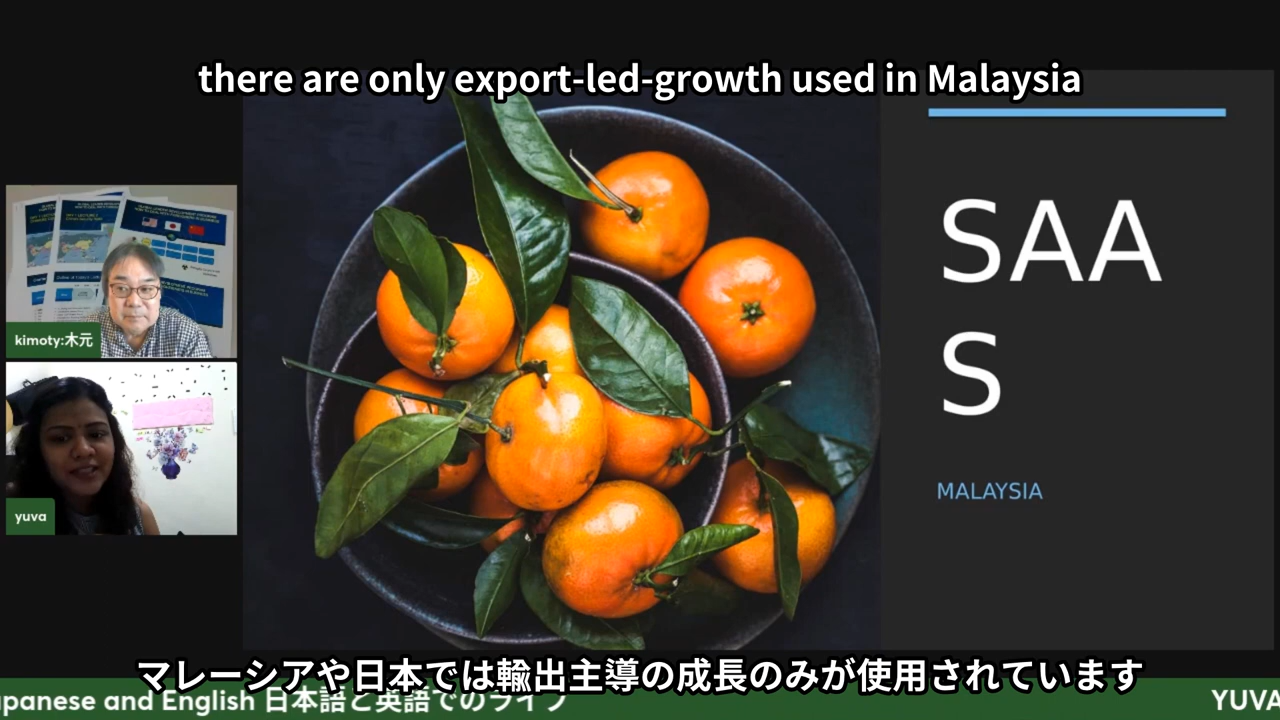 there are only export-led-growth used in Malaysia
SAA
S
MALAYSIA
kimoty:木元
yuva
マレーシアや日本では輸出主導の成長のみが使用されています
apanese and English 日本語と英語でのライブ
YUVA